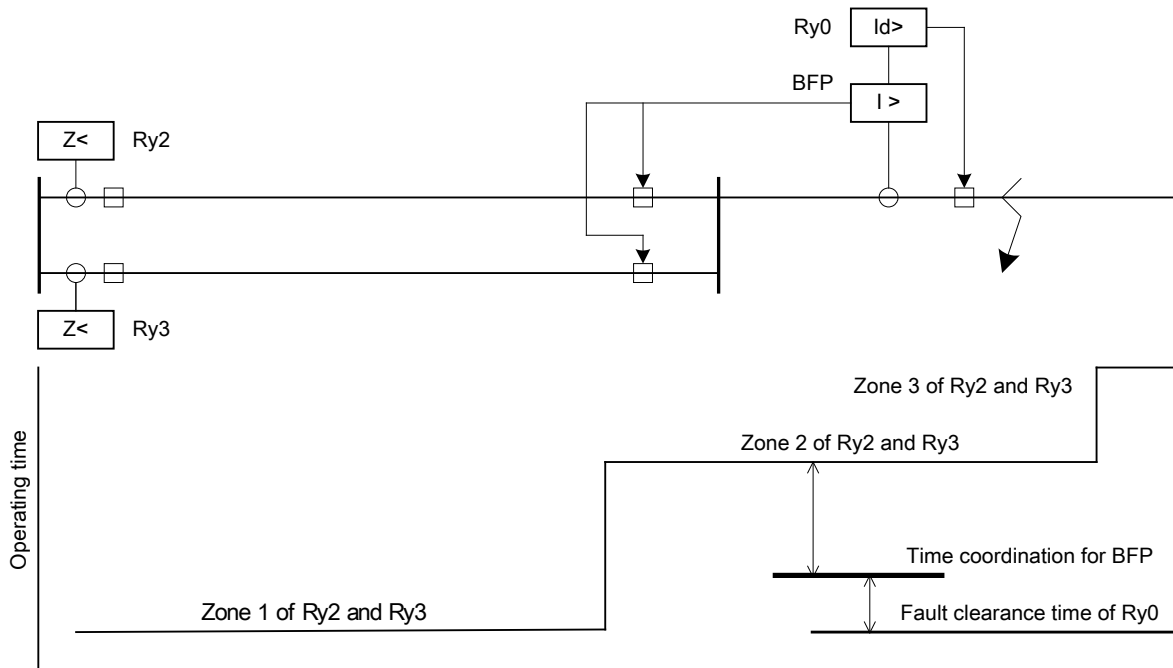 Ry0
Id>
BFP
I >
Z<
Ry2
Z<
Ry3
Zone 3 of Ry2 and Ry3
Zone 2 of Ry2 and Ry3
Operating time
Time coordination for BFP
Zone 1 of Ry2 and Ry3
Fault clearance time of Ry0